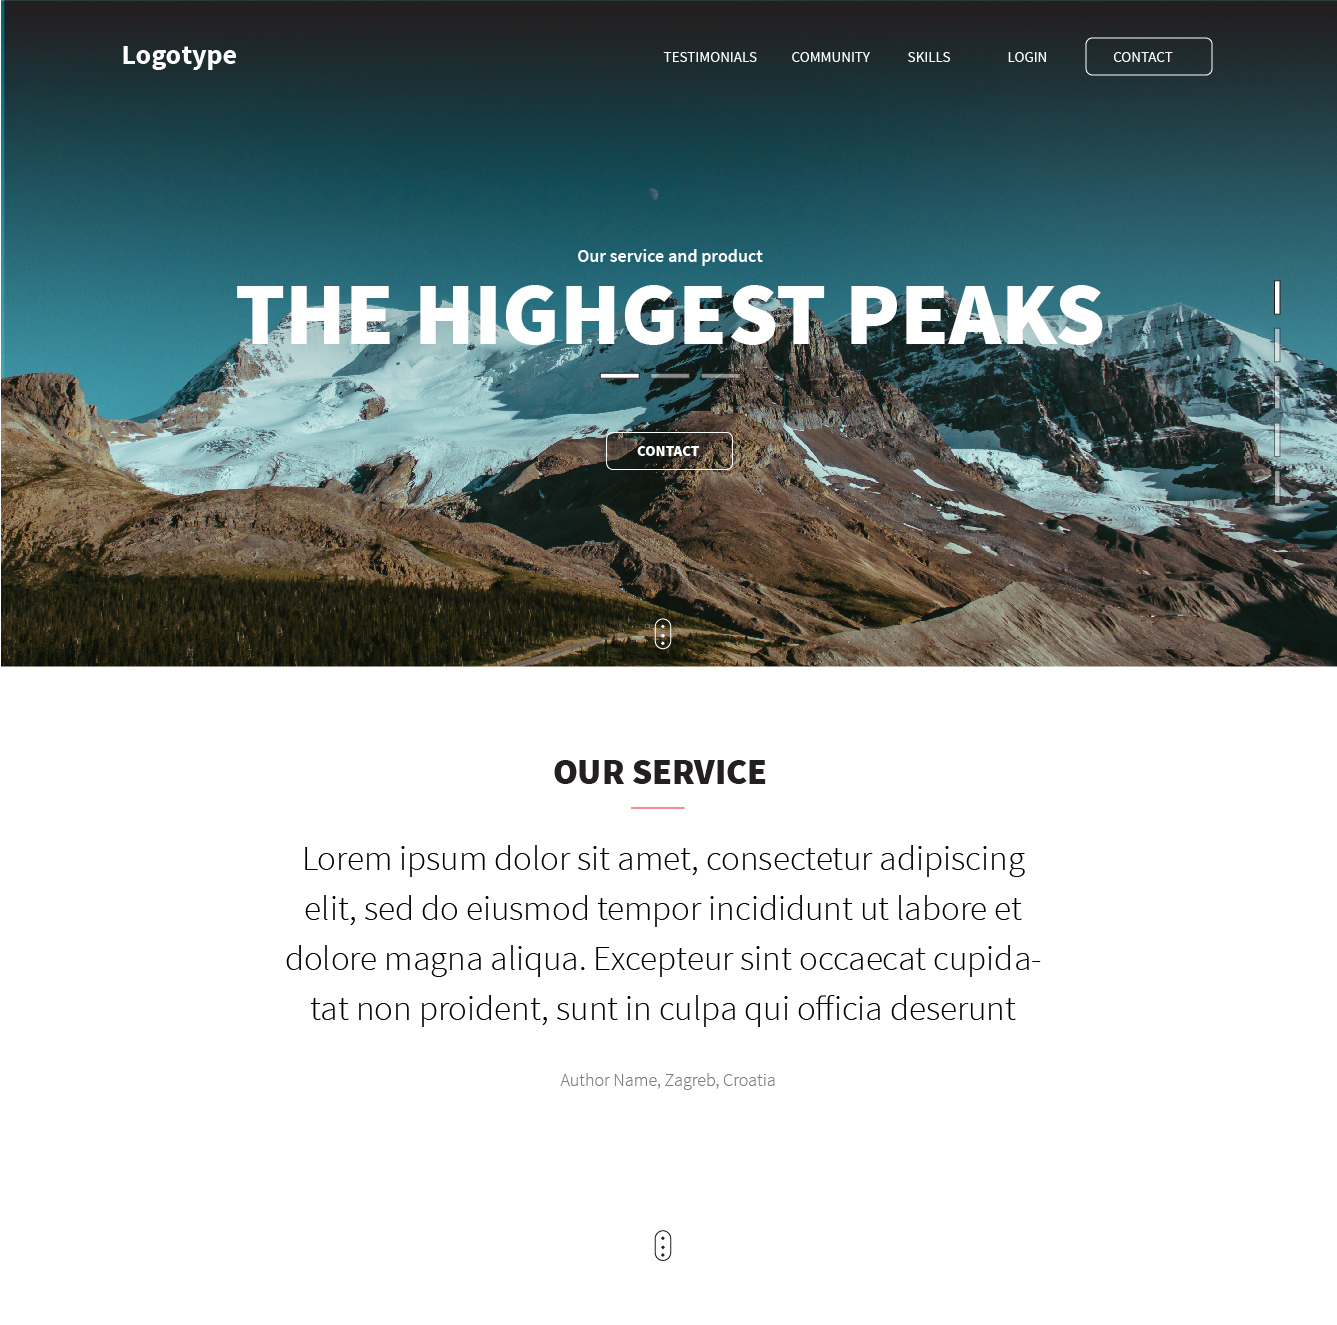 Logotype
TESTIMONIALS
COMMUNITY
SKILLS
LOGIN
CONTACT
Our service and product
THE HIGHGEST PEAKS
CONTACT
OUR SERVICE
Lorem ipsum dolor sit amet, consectetur adipiscing
elit, sed do eiusmod tempor incididunt ut labore et
dolore magna aliqua. Excepteur sint occaecat cupida-
tat non proident, sunt in culpa qui officia deserunt
Author Name, Zagreb, Croatia